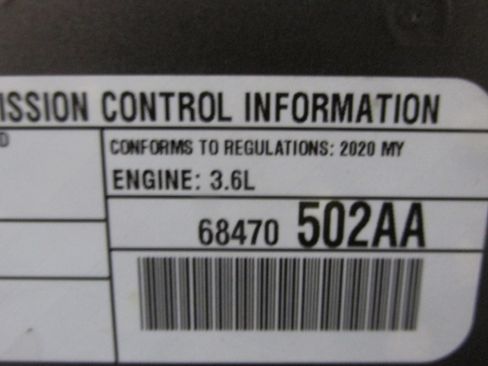 ISSION CONTROL INFORMATION
D
CONFORMS TO REGULATIONS: 2020 MY
ENGINE: 3.6L
68470 502AA